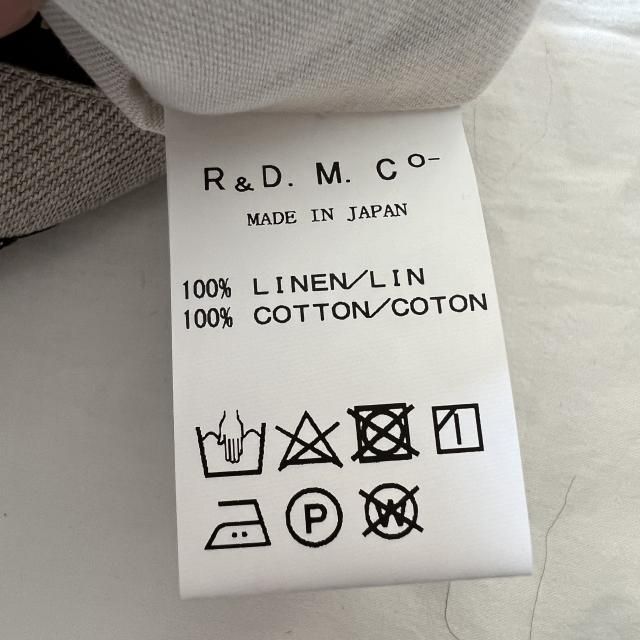 R&D. M. Co-
MADE IN JAPAN
100% LINEN/LIN
100% COTTON/COTON
P
W